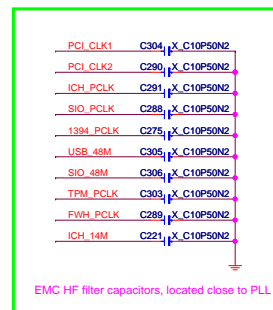 PCI_CLK1 C304 X_C10P50N2
PCI_CLK2 C290 X_C10P50N2
ICH_PCLK C291 X_C10P50N2
SIO_PCLK C288 X_C10P50N2
1394_PCLK C275 X_C10P50N2
USB_48M C305 X_C10P50N2
SIO_48M C306 X_C10P50N2
TPM_PCLK C303 X_C10P50N2
FWH_PCLK C289 X_C10P50N2
ICH_14M C221 X_C10P50N2
EMC HF filter capacitors, located close to PLL